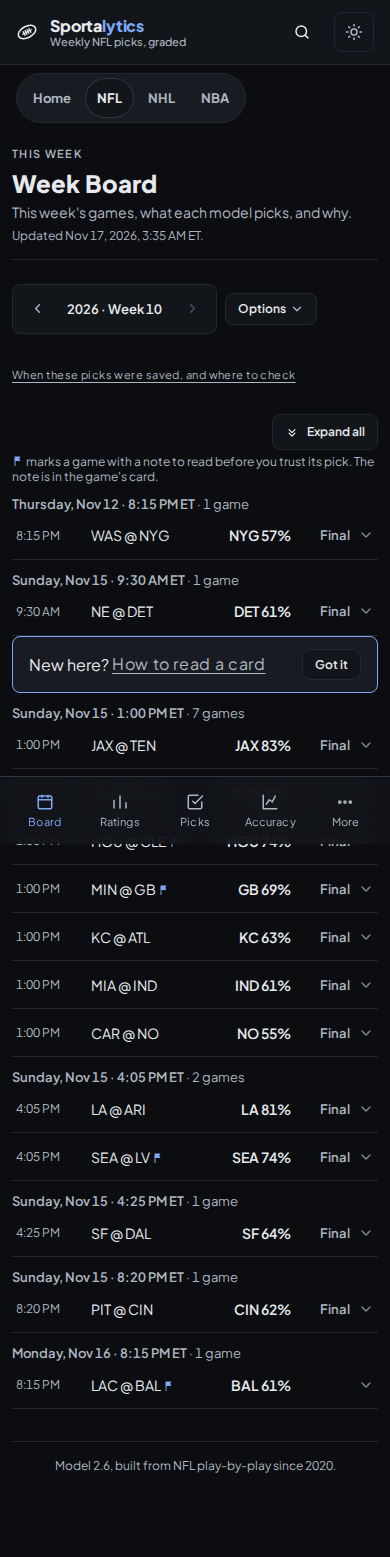 Sportalytics
Weekly NFL picks, graded
Home NFL NHL NBA
THIS WEEK
Week Board
This week's games, what each model picks, and why.
Updated Nov 17, 2026, 3:35 AM ET.
2026 · Week 10 Options
When these picks were saved, and where to check
Expand all
marks a game with a note to read before you trust its pick. The
note is in the game's card.
Thursday, Nov 12 · 8:15 PM ET · 1 game
8:15 PM WAS @ NYG NYG 57% Final
Sunday, Nov 15 · 9:30 AM ET · 1 game
9:30 AM NE @ DET DET 61% Final
New here? How to read a card Got it
Sunday, Nov 15 · 1:00 PM ET · 7 games
1:00 PM JAX @ TEN JAX 83% Final
Board Ratings Picks Accuracy More
1:00 PM HOU @ CLE HOU 74% Final
1:00 PM MIN @ GB GB 69% Final
1:00 PM KC @ ATL KC 63% Final
1:00 PM MIA @ IND IND 61% Final
1:00 PM CAR @ NO NO 55% Final
Sunday, Nov 15 · 4:05 PM ET · 2 games
4:05 PM LA @ ARI LA 81% Final
4:05 PM SEA @ LV SEA 74% Final
Sunday, Nov 15 · 4:25 PM ET · 1 game
4:25 PM SF @ DAL SF 64% Final
Sunday, Nov 15 · 8:20 PM ET · 1 game
8:20 PM PIT @ CIN CIN 62% Final
Monday, Nov 16 · 8:15 PM ET · 1 game
8:15 PM LAC @ BAL BAL 61%
Model 2.6, built from NFL play-by-play since 2020.